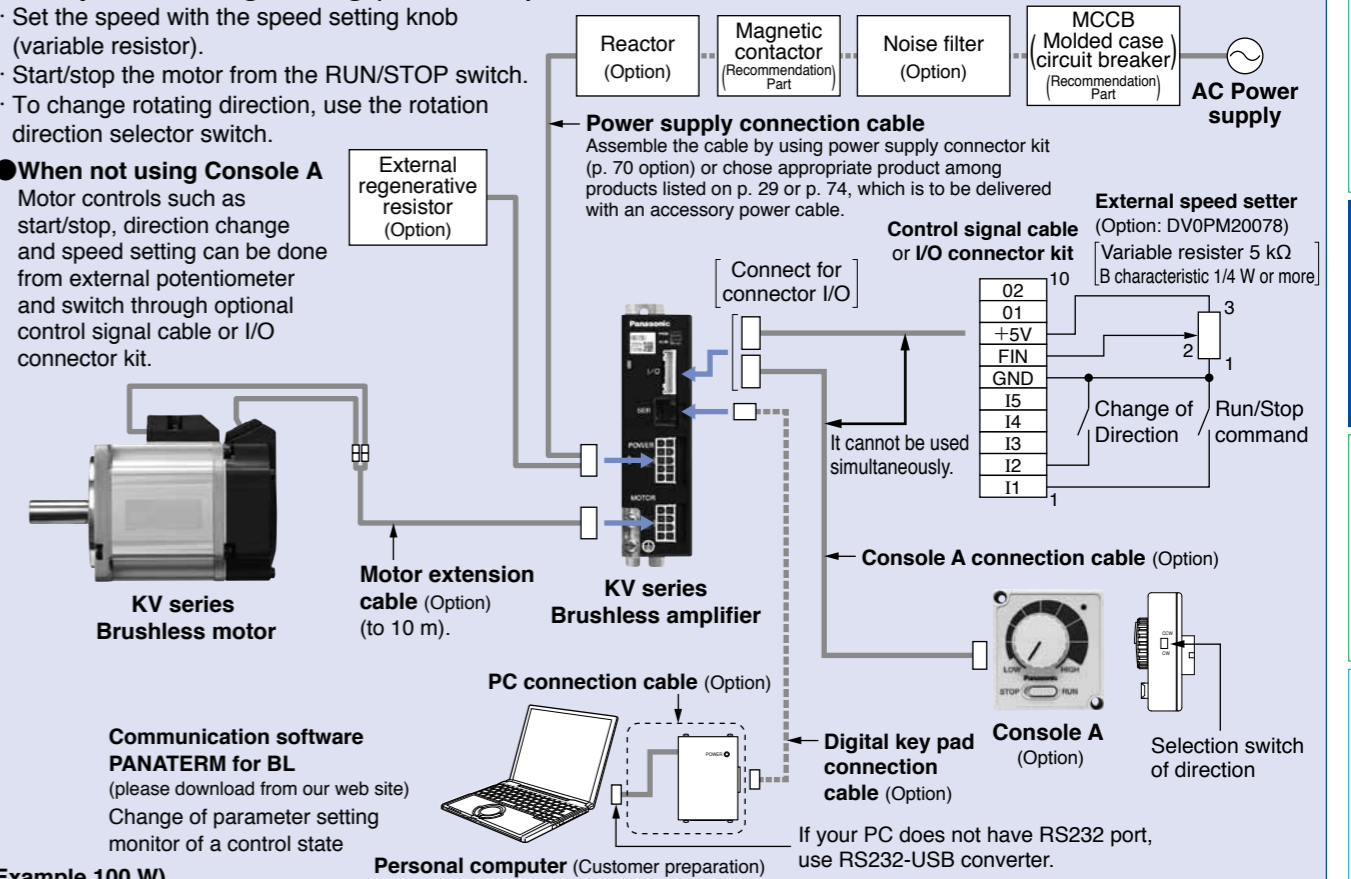 · Set the speed with the speed setting knob
(variable resistor).
· Start/stop the motor from the RUN/STOP switch.
· To change rotating direction, use the rotation
direction selector switch.
●When not using Console A
Motor controls such as
start/stop, direction change
and speed setting can be done
from external potentiometer
and switch through optional
control signal cable or I/O
connector kit.
Reactor
(Option)
Magnetic
contactor
(Recommendation
Part)
Noise filter
(Option)
MCCB
(Molded case
circuit breaker)
(Recommendation
Part)
AC Power
supply
Power supply connection cable
Assemble the cable by using power supply connector kit
(p. 70 option) or chose appropriate product among
products listed on p. 29 or p. 74, which is to be delivered
with an accessory power cable.
External
regenerative
resistor
(Option)
External speed setter
(Option: DV0PM20078)
[Variable resister 5 kΩ
B characteristic 1/4 W or more]
Control signal cable
or I/O connector kit
[Connect for
connector I/O]
10
02
01
+5V
FIN
GND
I5
I4
I3
I2
I1
1
3
2
1
Change of
Direction
Run/Stop
command
It cannot be used
simultaneously.
Panasonic
I/O
SER
POWER
MOTOR
KV series
Brushless amplifier
KV series
Brushless motor
Motor extension
cable (Option)
(to 10 m).
Console A connection cable (Option)
LOW
HIGH
Panasonic
STOP
RUN
CCW
CW
Console A
(Option)
Selection switch
of direction
PC connection cable (Option)
POWER
Digital key pad
connection
cable (Option)
Communication software
PANATERM for BL
(please download from our web site)
Change of parameter setting
monitor of a control state
Personal computer (Customer preparation)
If your PC does not have RS232 port,
use RS232-USB converter.
Example 100 W)